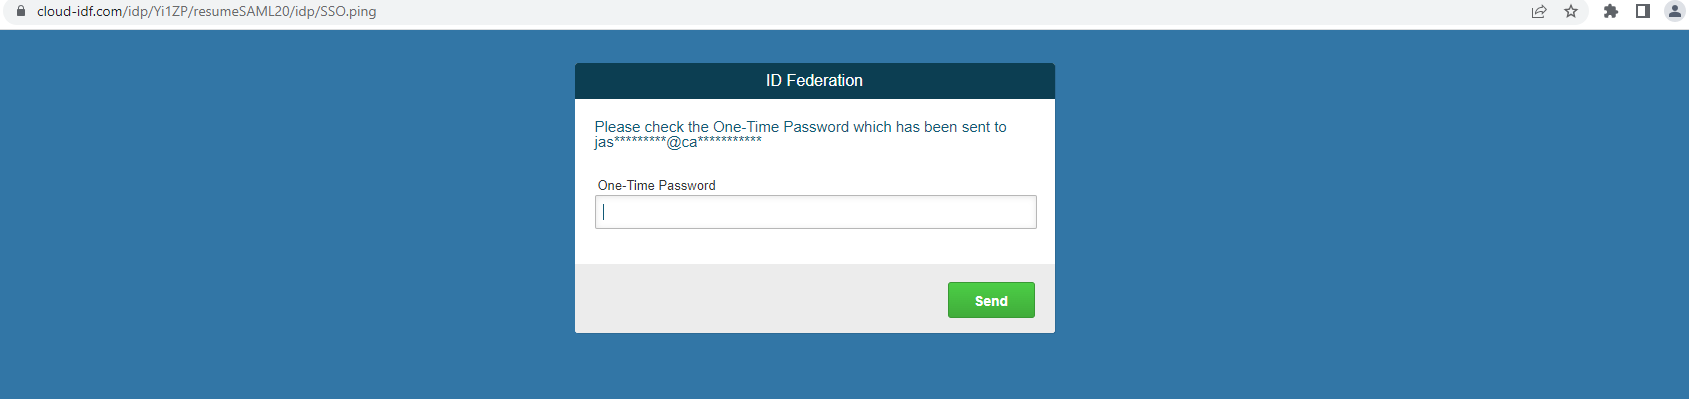 cloud-idf.com/idp/Yi1ZP/resumeSAML20/idp/SSO.ping
ID Federation
Please check the One-Time Password which has been sent to
jas*********@ca***********
One-Time Password
Send